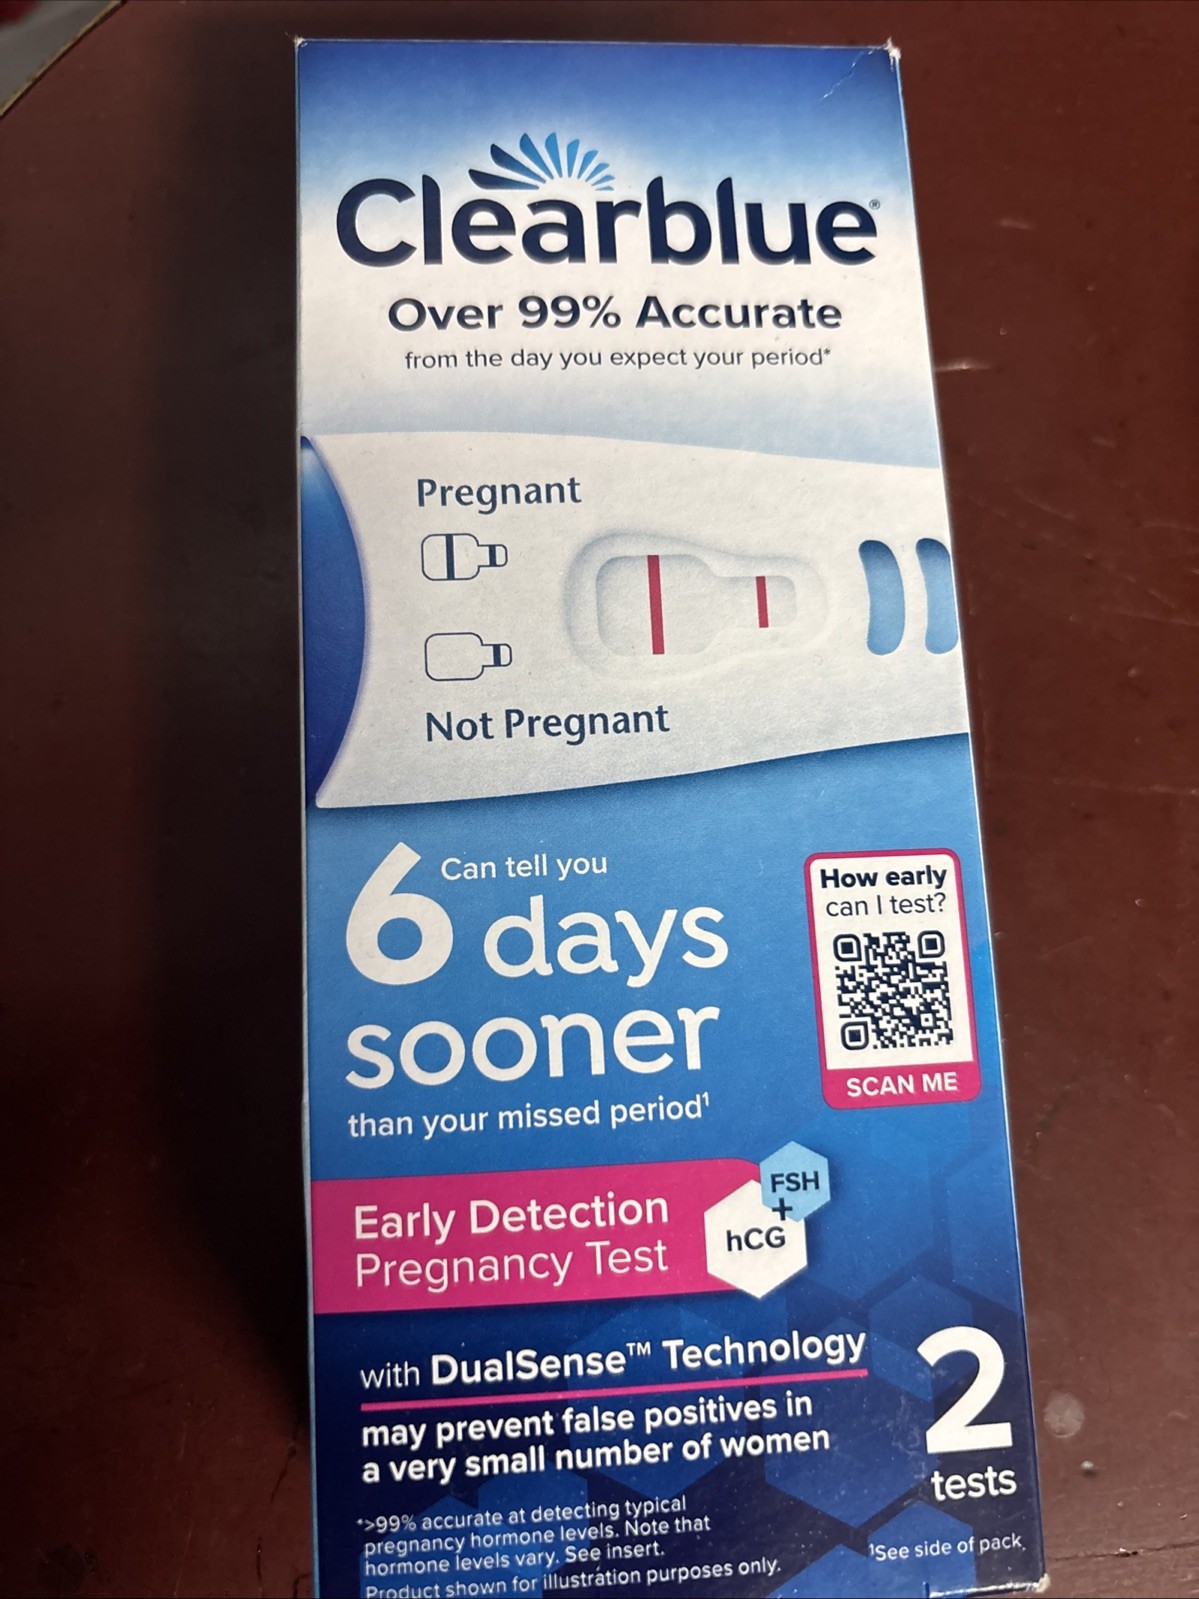 Clearblue®
Over 99% Accurate
from the day you expect your period*
Pregnant
Not Pregnant
Can tell you
6 days
sooner
than your missed period¹
How early
can I test?
SCAN ME
Early Detection
Pregnancy Test
FSH
+
hCG
with DualSense™ Technology
may prevent false positives in
a very small number of women
2
tests
*>99% accurate at detecting typical
pregnancy hormone levels. Note that
hormone levels vary. See insert.
Product shown for illustration purposes only.
¹See side of pack.